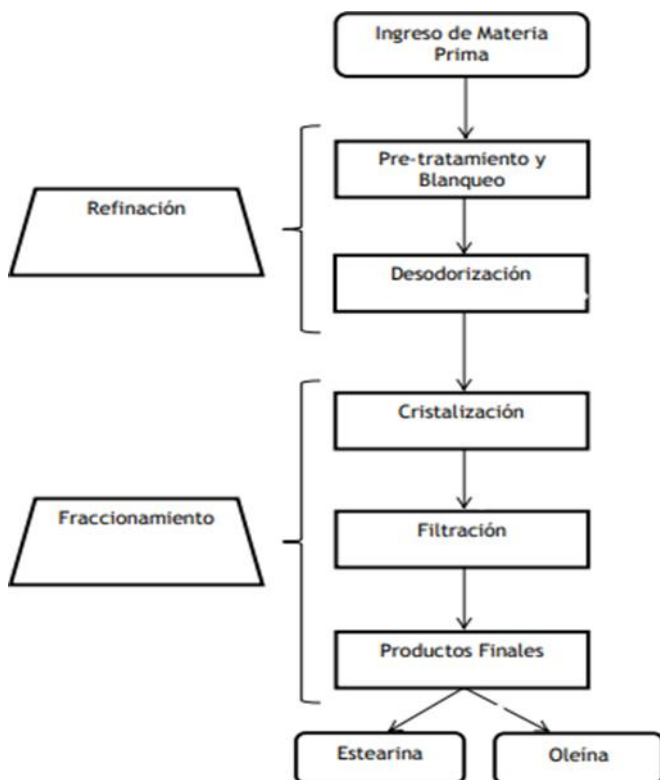 Ingreso de Materia
Prima
Pre-tratamiento y
Blanqueo
Refinación
Desodorización
Cristalización
Fraccionamiento
Filtración
Productos Finales
Estearina
Oleína